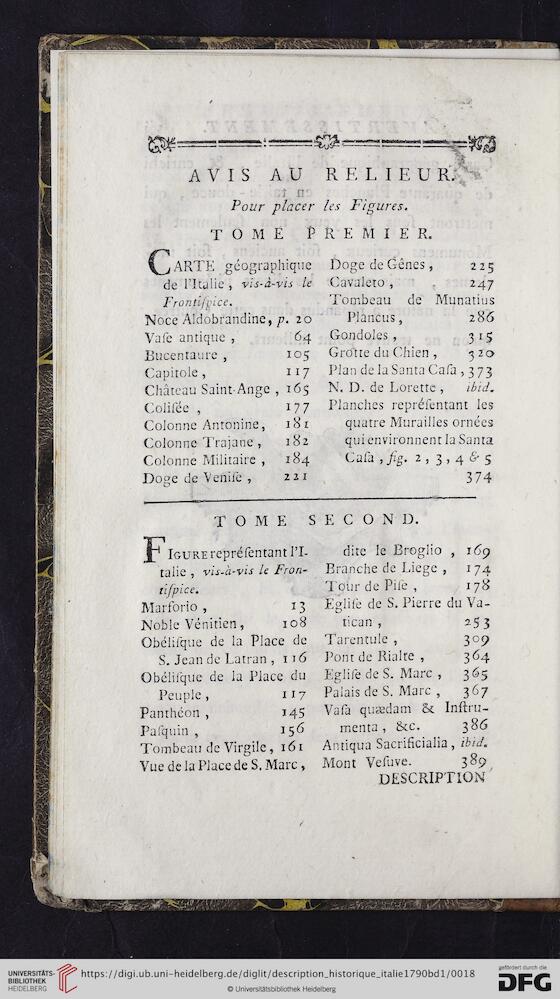 AVIS AU RELIEUR.
Pour placer les Figures.
TOME PREMIER.
CARTE géographique
de l'Italie, vis-à-vis le
Frontiſpice.
Noce Aldobrandine, p. 20
Vaſe antique, 64
Bucentaure, 105
Capitole, 117
Château Saint-Ange, 165
Coliſée, 177
Colonne Antonine, 181
Colonne Trajane, 182
Colonne Militaire, 184
Doge de Veniſe, 221
Doge de Gênes, 225
Cavaleto, 247
Tombeau de Munatius
Plancus, 286
Gondoles, 315
Grotte du Chien, 320
Plan de la Santa Caſa, 373
N. D. de Lorette, ibid.
Planches repréſentant les
quatre Murailles ornées
qui environnent la Santa
Caſa, fig. 2, 3, 4 & 5
374
TOME SECOND.
FIGURE repréſentant l'I-
talie, vis-à-vis le Fron-
tiſpice.
Marforio, 13
Noble Vénitien, 108
Obéliſque de la Place de
S. Jean de Latran, 116
Obéliſque de la Place du
Peuple, 117
Panthéon, 145
Paſquin, 156
Tombeau de Virgile, 161
Vue de la Place de S. Marc,
dite le Broglio, 169
Branche de Liege, 174
Tour de Piſe, 178
Egliſe de S. Pierre du Va-
tican, 253
Tarentule, 309
Pont de Rialte, 364
Egliſe de S. Marc, 365
Palais de S. Marc, 367
Vaſa quædam & Inſtru-
menta, &c. 386
Antiqua Sacrificialia, ibid.
Mont Veſuve. 389
DESCRIPTION
UNIVERSITÄTS-
BIBLIOTHEK
HEIDELBERG
https://digi.ub.uni-heidelberg.de/diglit/description_historique_italie1790bd1/0018
© Universitätsbibliothek Heidelberg
gefördert durch die
DFG